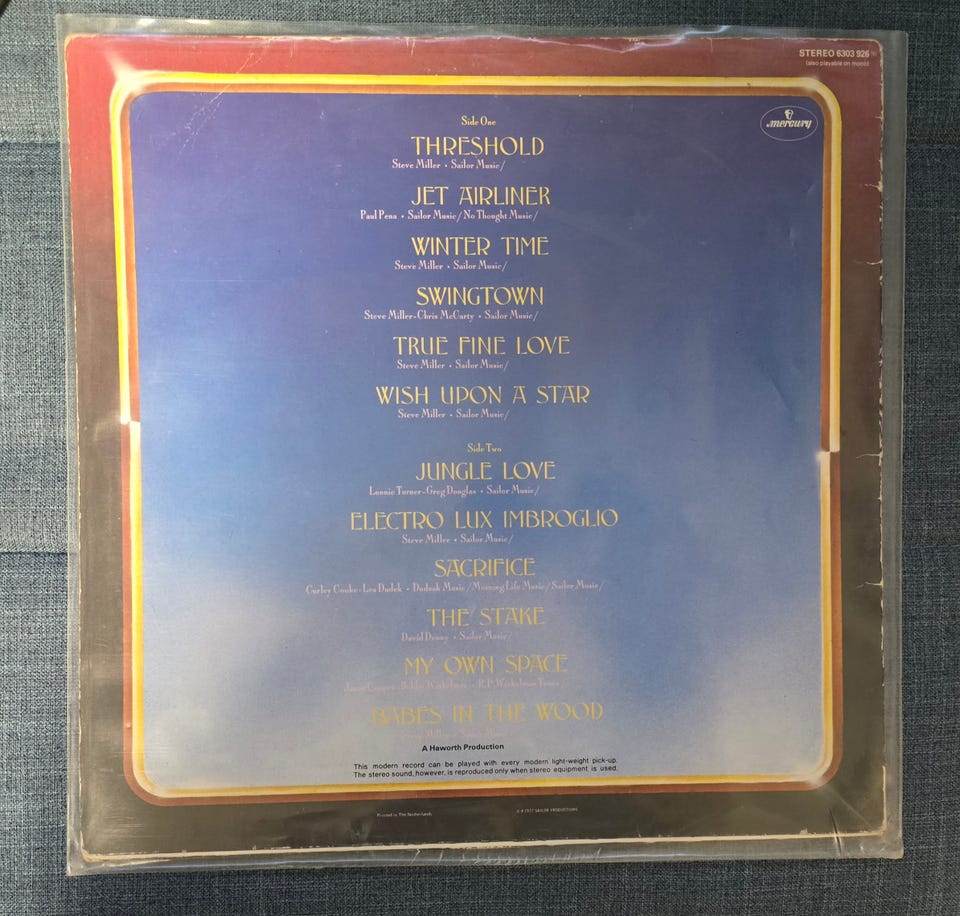 STEREO 6303 926
(also playable on mono)
mercury
Side One
THRESHOLD
Steve Miller • Sailor Music/
JET AIRLINER
Paul Pena • Sailor Music/No Thought Music/
WINTER TIME
Steve Miller • Sailor Music/
SWINGTOWN
Steve Miller-Chris McCarty • Sailor Music/
TRUE FINE LOVE
Steve Miller • Sailor Music/
WISH UPON A STAR
Steve Miller • Sailor Music/
Side Two
JUNGLE LOVE
Lonnie Turner-Greg Douglas • Sailor Music/
ELECTRO LUX IMBROGLIO
Steve Miller • Sailor Music/
SACRIFICE
Curley Cooke-Les Dudek • Dudnak Music/Morning Life Music/Sailor Music/
THE STAKE
David Denny • Sailor Music/
MY OWN SPACE
BABES IN THE WOOD
A Haworth Production
This modern record can be played with every modern light-weight pick-up.
The stereo sound, however, is reproduced only when stereo equipment is used.
Printed in The Netherlands
1977 SAILOR PRODUCTIONS